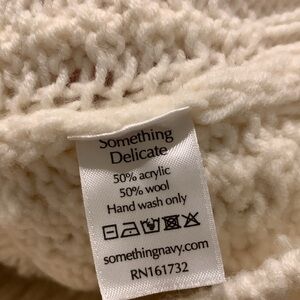 Something
Delicate
50% acrylic
50% wool
Hand wash only
somethingnavy.com
RN161732